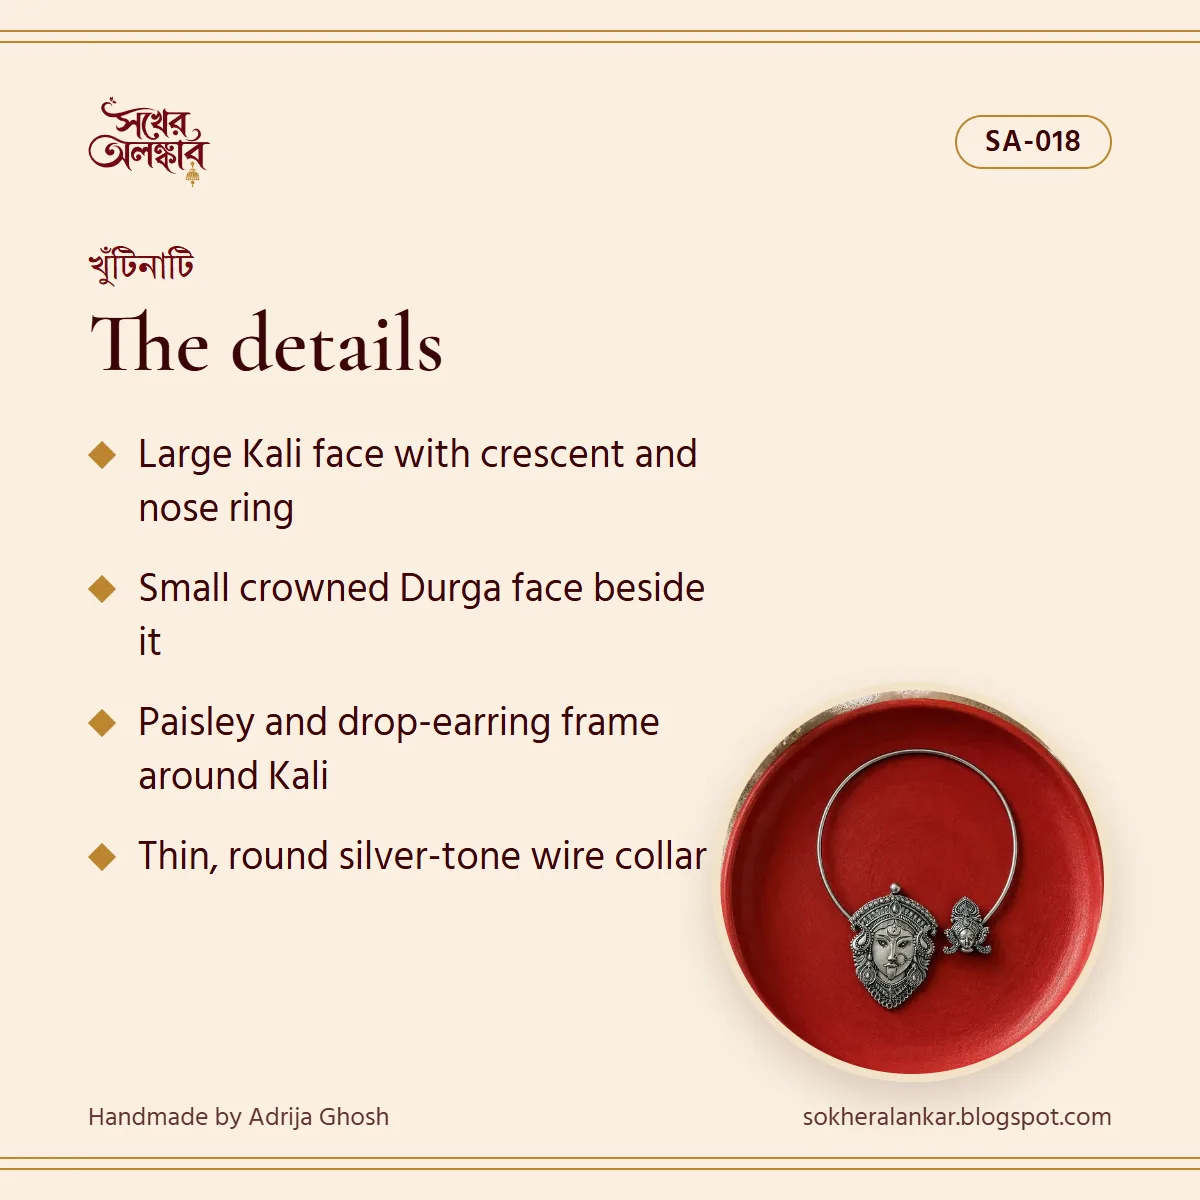 সখের
অলঙ্কার
SA-018
খুঁটিনাটি
The details
Large Kali face with crescent and
nose ring
Small crowned Durga face beside
it
Paisley and drop-earring frame
around Kali
Thin, round silver-tone wire collar
Handmade by Adrija Ghosh
sokheralankar.blogspot.com